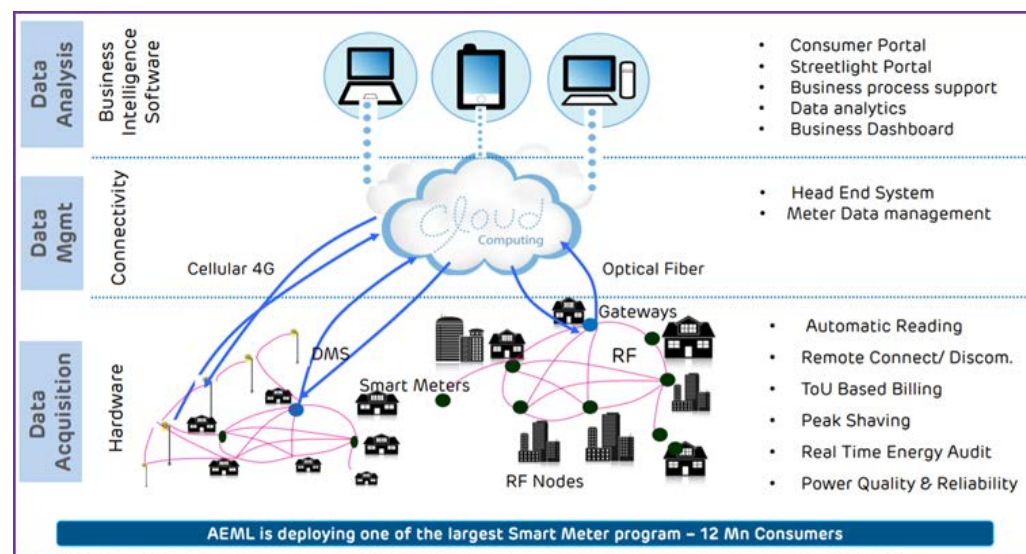 Data
Analysis
Business
Intelligence
Software
• Consumer Portal
• Streetlight Portal
• Business process support
• Data analytics
• Business Dashboard
Data
Mgmt
Connectivity
Cloud
Computing
Cellular 4G
Optical Fiber
• Head End System
• Meter Data management
Data
Acquisition
Hardware
Gateways
DMS
RF
Smart Meters
RF Nodes
• Automatic Reading
• Remote Connect/ Discom.
• ToU Based Billing
• Peak Shaving
• Real Time Energy Audit
• Power Quality & Reliability
AEML is deploying one of the largest Smart Meter program – 12 Mn Consumers